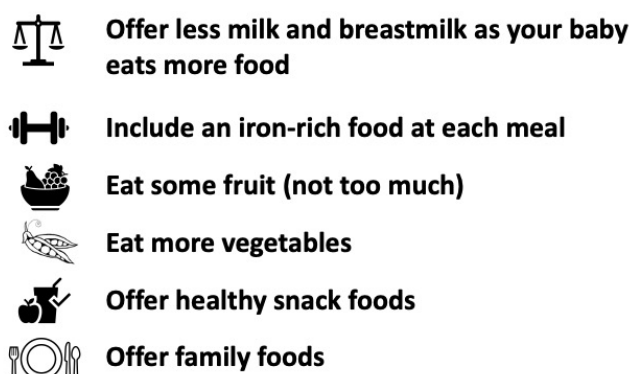 Offer less milk and breastmilk as your baby
eats more food
Include an iron-rich food at each meal
Eat some fruit (not too much)
Eat more vegetables
Offer healthy snack foods
Offer family foods